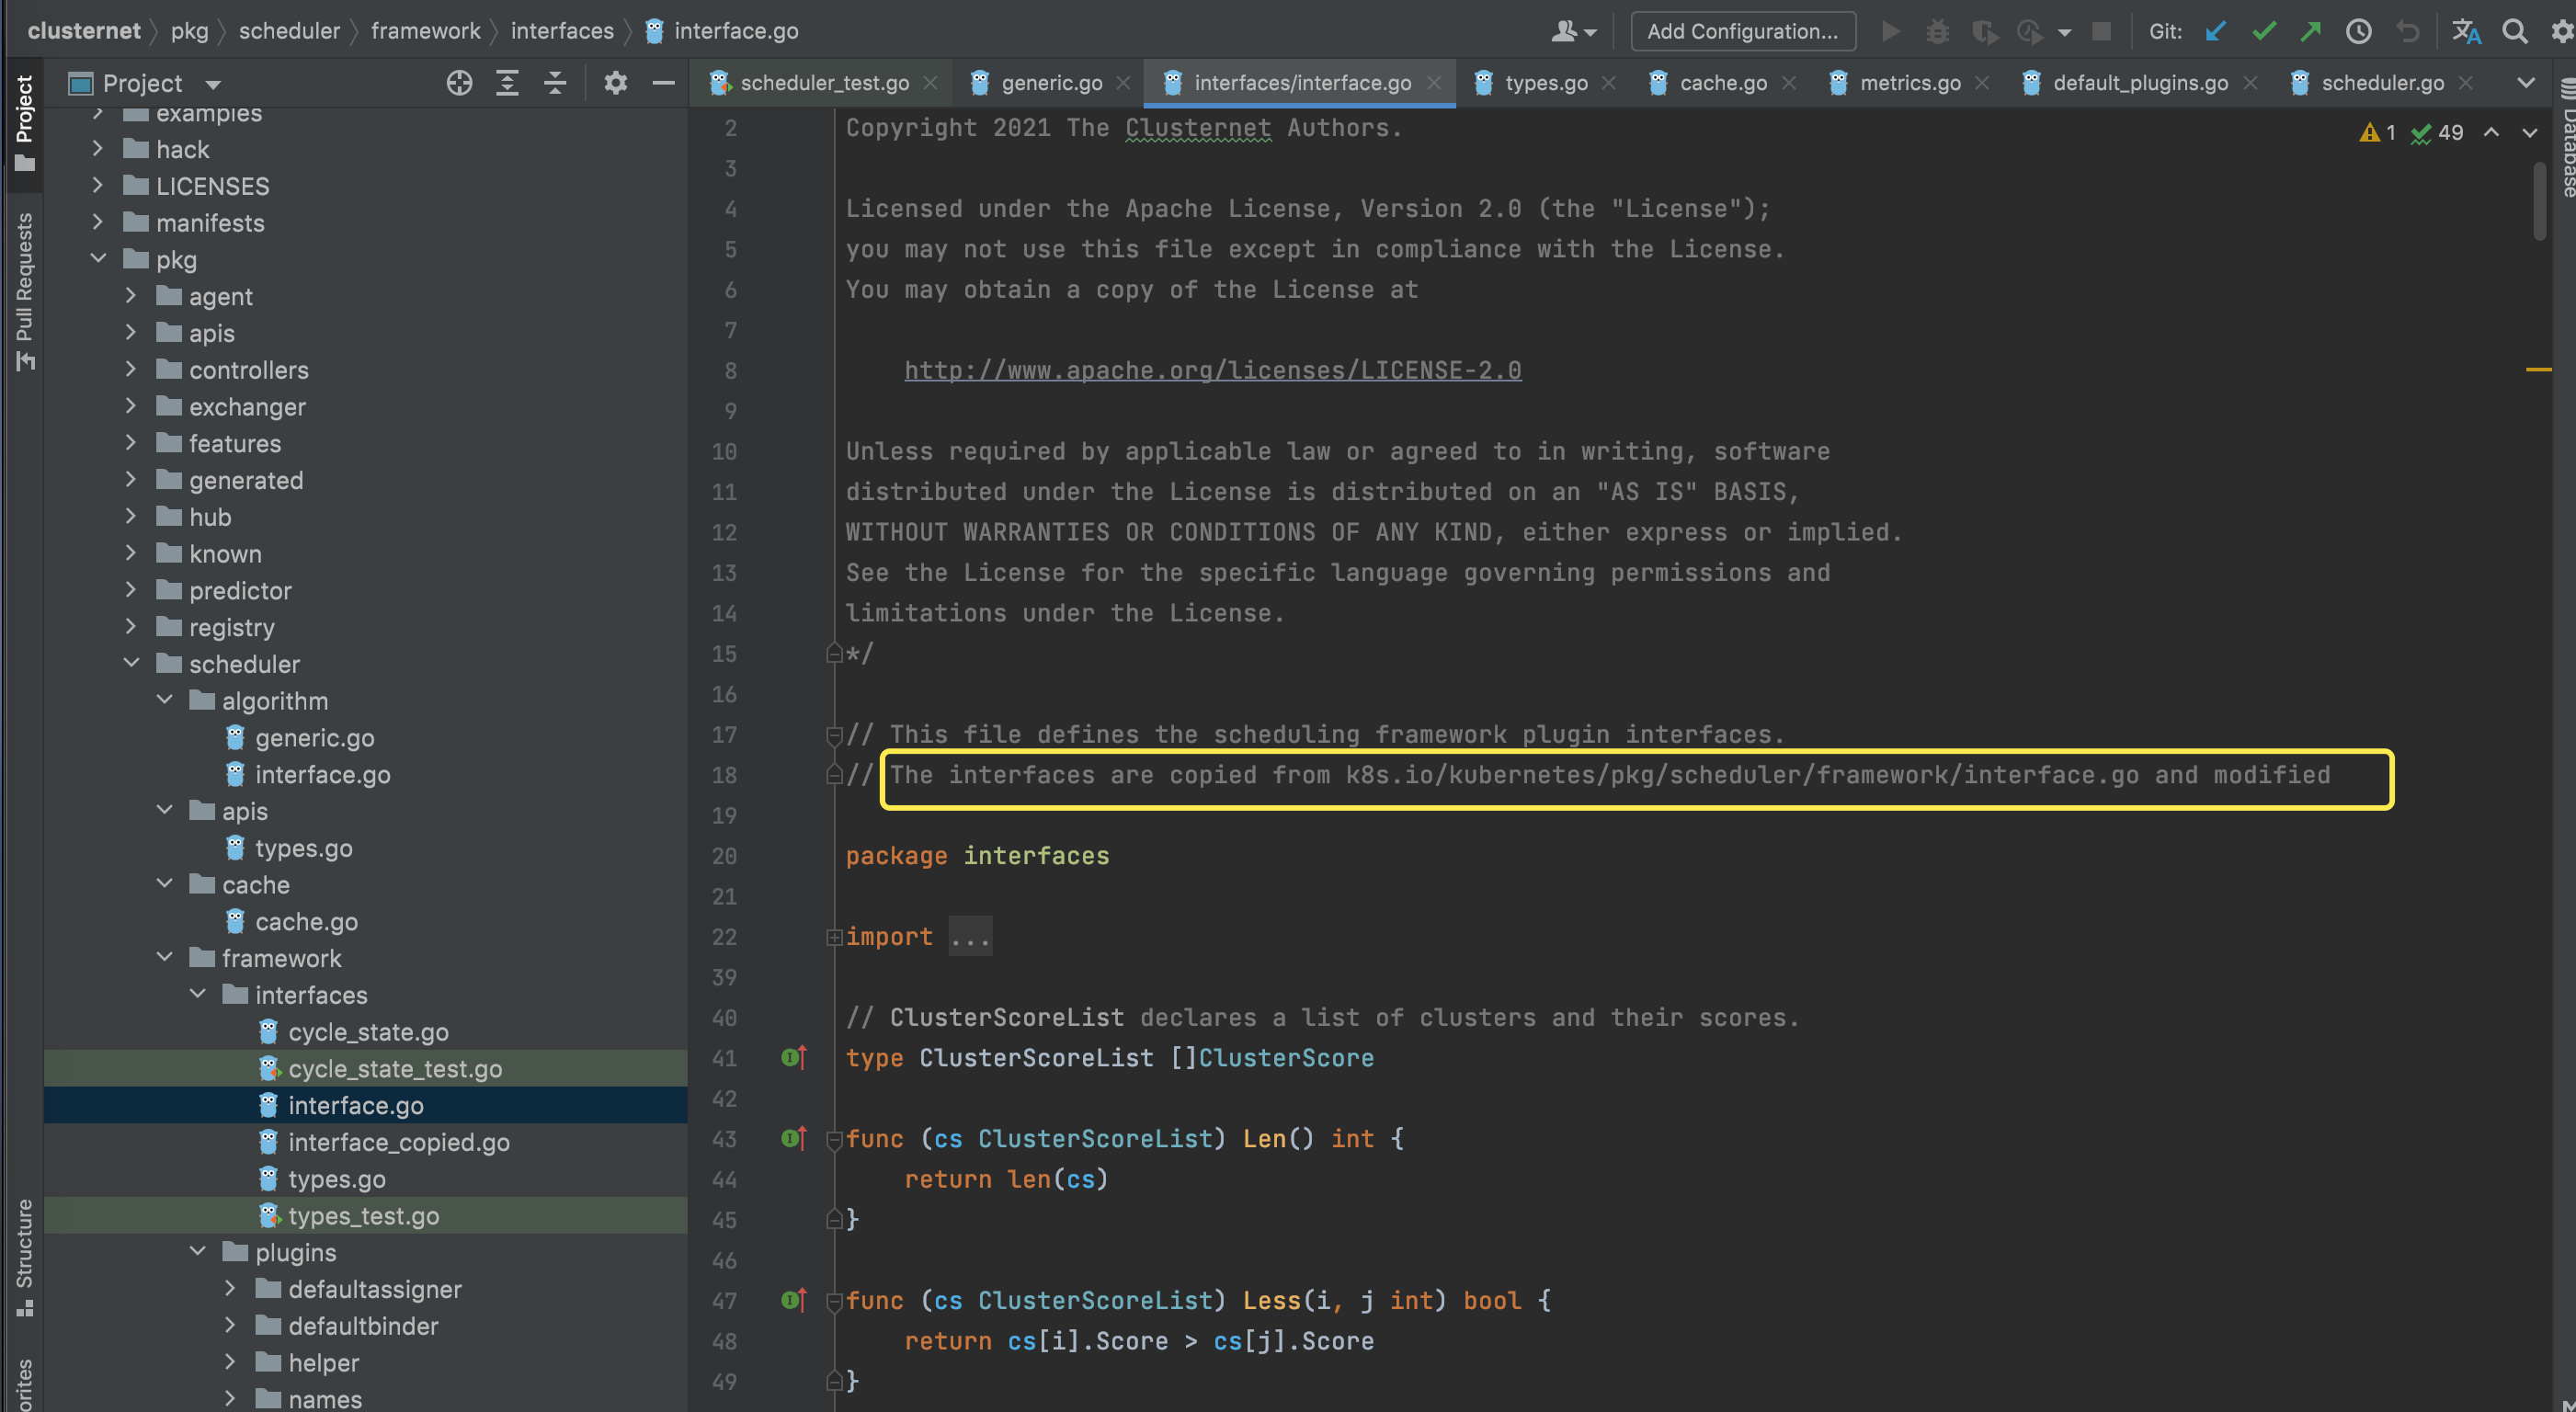 clusternet pkg scheduler framework interfaces interface.go Add Configuration... Git:
Project
scheduler_test.go generic.go interfaces/interface.go types.go cache.go metrics.go default_plugins.go scheduler.go
Project
Pull Requests
Structure
examples
hack
LICENSES
manifests
pkg
agent
apis
controllers
exchanger
features
generated
hub
known
predictor
registry
scheduler
algorithm
generic.go
interface.go
apis
types.go
cache
cache.go
framework
interfaces
cycle_state.go
cycle_state_test.go
interface.go
interface_copied.go
types.go
types_test.go
plugins
defaultassigner
defaultbinder
helper
names
2 Copyright 2021 The Clusternet Authors.
3
4 Licensed under the Apache License, Version 2.0 (the "License");
5 you may not use this file except in compliance with the License.
6 You may obtain a copy of the License at
7
8 http://www.apache.org/licenses/LICENSE-2.0
9
10 Unless required by applicable law or agreed to in writing, software
11 distributed under the License is distributed on an "AS IS" BASIS,
12 WITHOUT WARRANTIES OR CONDITIONS OF ANY KIND, either express or implied.
13 See the License for the specific language governing permissions and
14 limitations under the License.
15 */
16
17 // This file defines the scheduling framework plugin interfaces.
18 // The interfaces are copied from k8s.io/kubernetes/pkg/scheduler/framework/interface.go and modified
19
20 package interfaces
21
22 import ...
39
40 // ClusterScoreList declares a list of clusters and their scores.
41 type ClusterScoreList []ClusterScore
42
43 func (cs ClusterScoreList) Len() int {
44 return len(cs)
45 }
46
47 func (cs ClusterScoreList) Less(i, j int) bool {
48 return cs[i].Score > cs[j].Score
49 }
1 49
Database